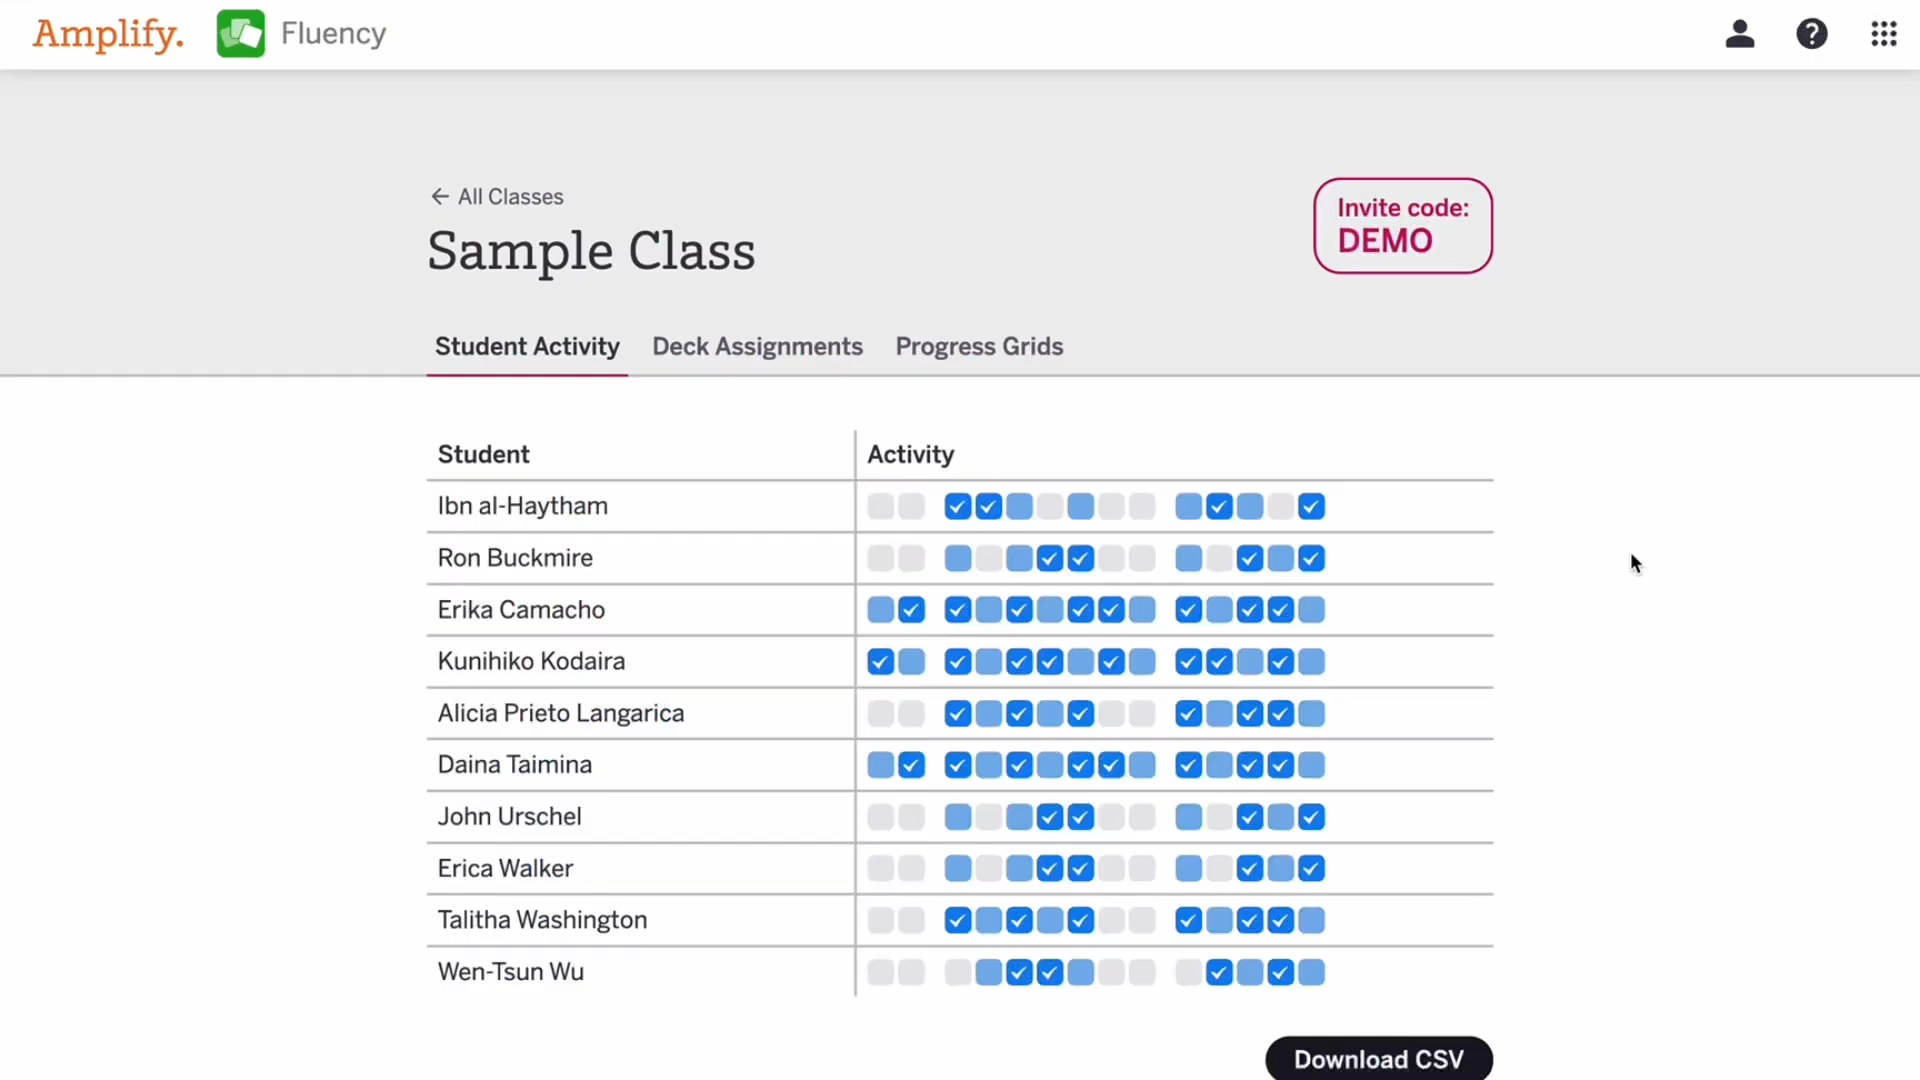 Amplify.
Fluency
← All Classes
Sample Class
Invite code:
DEMO
Student Activity
Deck Assignments
Progress Grids
Student
Activity
Ibn al-Haytham
Ron Buckmire
Erika Camacho
Kunihiko Kodaira
Alicia Prieto Langarica
Daina Taimina
John Urschel
Erica Walker
Talitha Washington
Wen-Tsun Wu
Download CSV